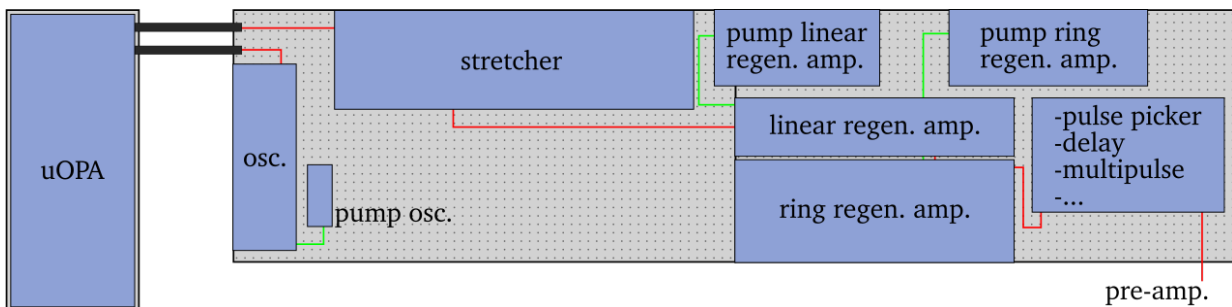 uOPA
stretcher
pump linear
regen. amp.
pump ring
regen. amp.
osc.
pump osc.
linear regen. amp.
ring regen. amp.
-pulse picker
-delay
-multipulse
-...
pre-amp.